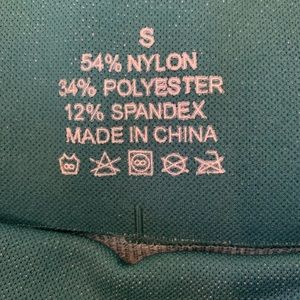 S
54% NYLON
34% POLYESTER
12% SPANDEX
MADE IN CHINA